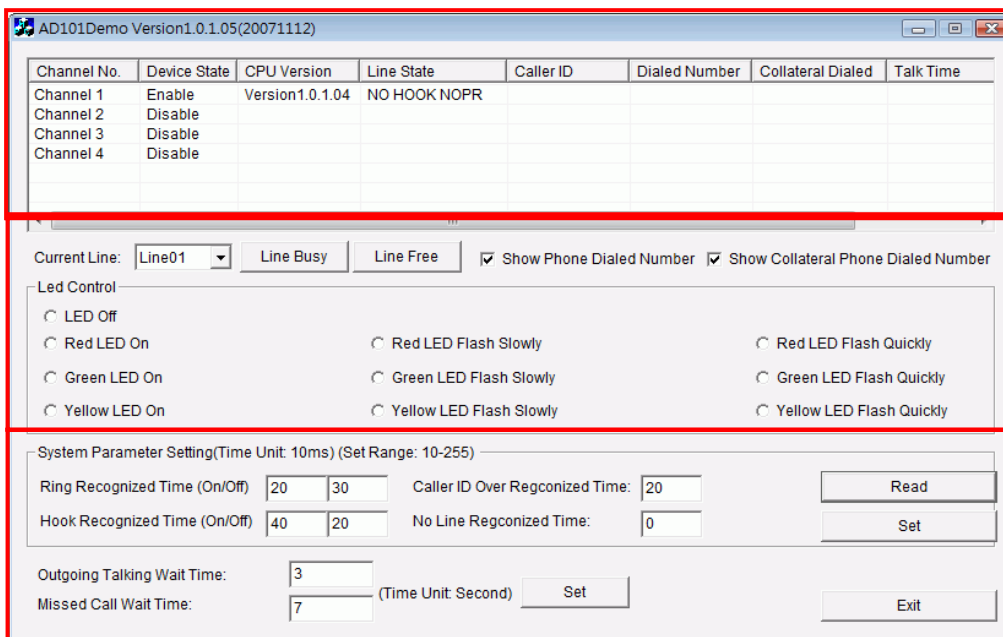 AD101Demo Version1.0.1.05(20071112)
Channel No. Device State CPU Version Line State Caller ID Dialed Number Collateral Dialed Talk Time
Channel 1 Enable Version1.0.1.04 NO HOOK NOPR
Channel 2 Disable
Channel 3 Disable
Channel 4 Disable
Current Line: Line01 Line Busy Line Free Show Phone Dialed Number Show Collateral Phone Dialed Number
Led Control
LED Off
Red LED On Red LED Flash Slowly Red LED Flash Quickly
Green LED On Green LED Flash Slowly Green LED Flash Quickly
Yellow LED On Yellow LED Flash Slowly Yellow LED Flash Quickly
System Parameter Setting(Time Unit: 10ms) (Set Range: 10-255)
Ring Recognized Time (On/Off) 20 30 Caller ID Over Regconized Time: 20 Read
Hook Recognized Time (On/Off) 40 20 No Line Regconized Time: 0 Set
Outgoing Talking Wait Time: 3
(Time Unit: Second) Set
Missed Call Wait Time: 7 Exit